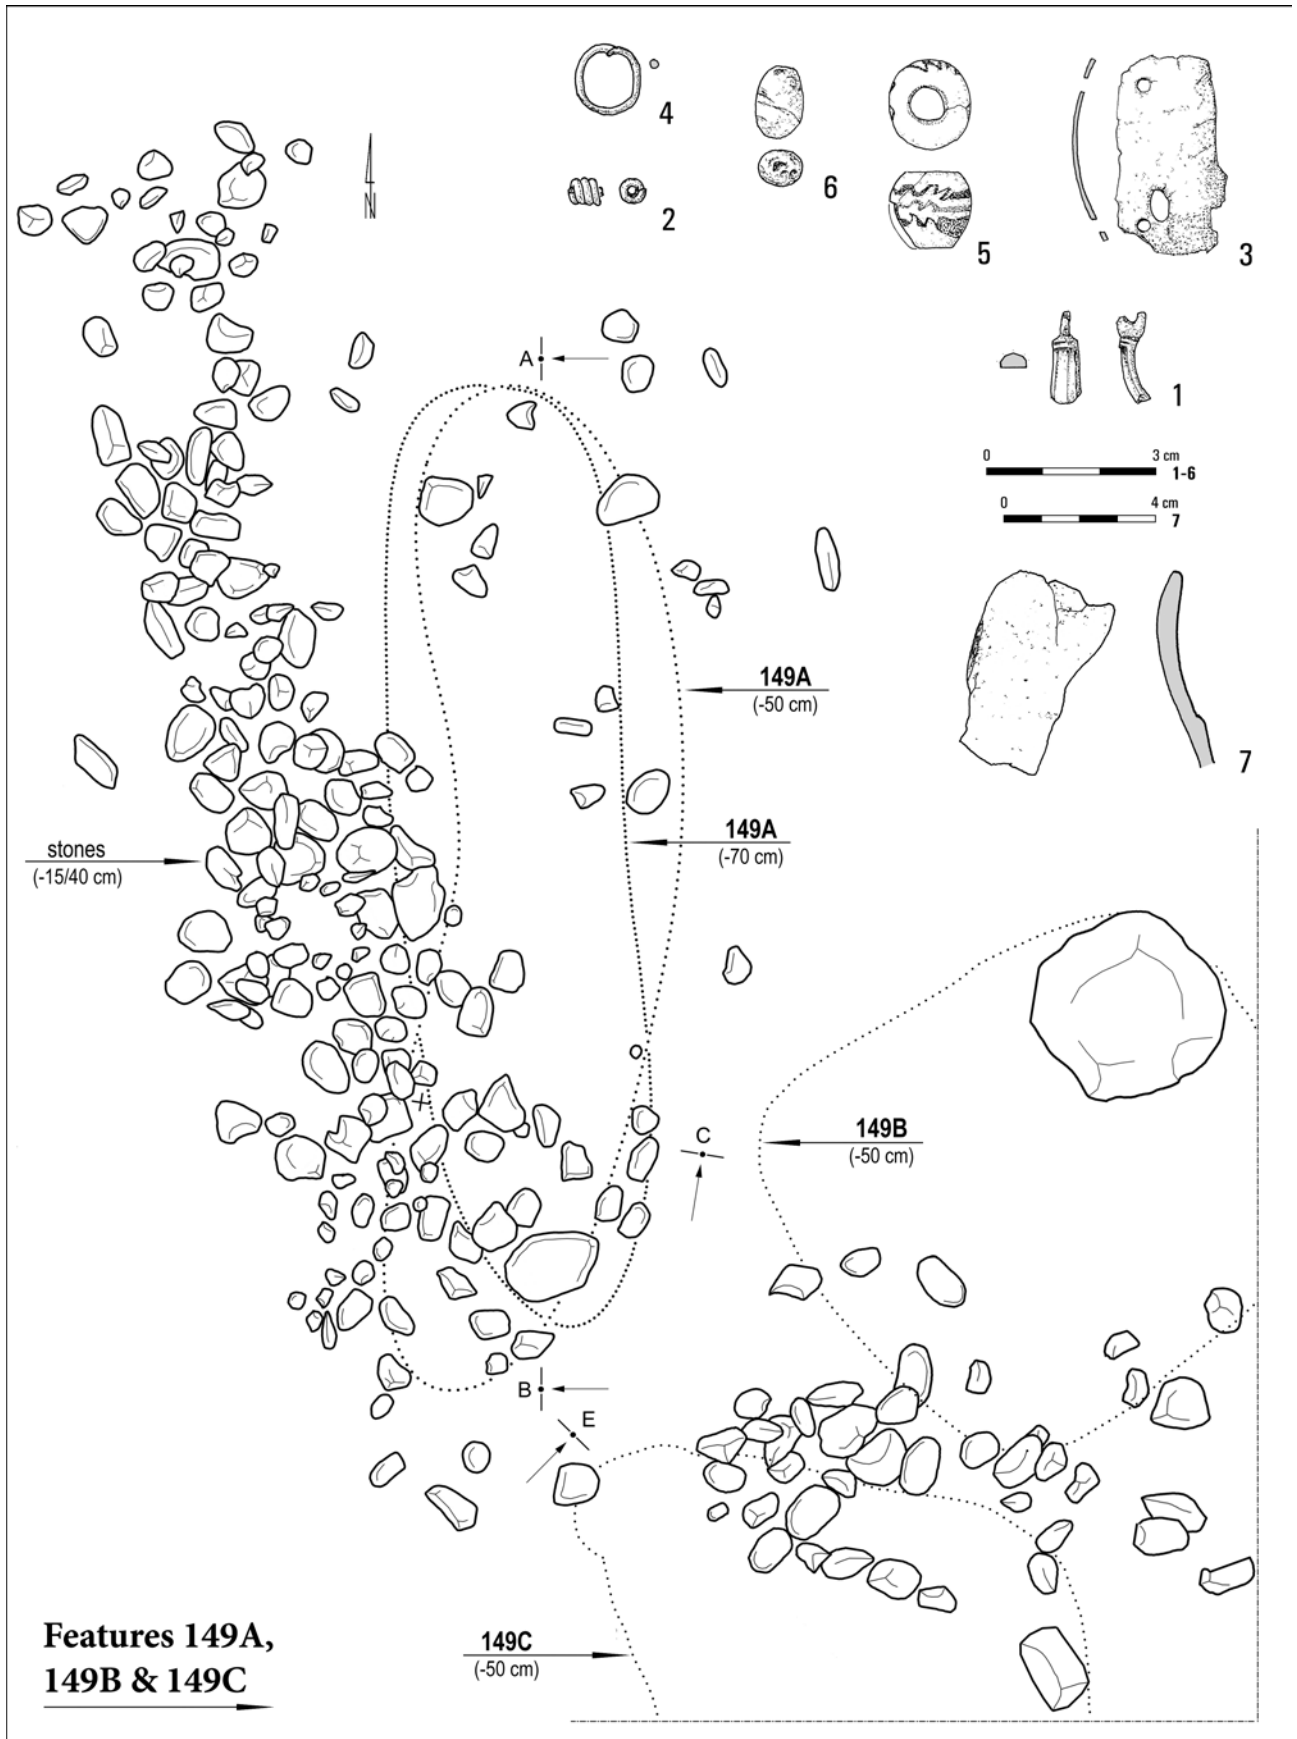 4
2
6
5
3
N
A
1
0 3 cm
1-6
0 4 cm
7
149A
(-50 cm)
7
149A
(-70 cm)
stones
(-15/40 cm)
149B
(-50 cm)
C
B
E
149C
(-50 cm)
Features 149A,
149B & 149C